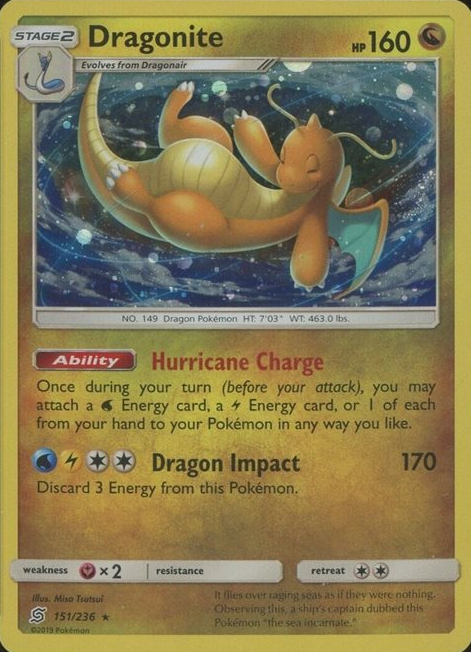 STAGE2 Dragonite HP160
Evolves from Dragonair
NO. 149 Dragon Pokémon HT: 7'03" WT: 463.0 lbs.
Ability Hurricane Charge
Once during your turn (before your attack), you may
attach a Energy card, a Energy card, or 1 of each
from your hand to your Pokémon in any way you like.
Dragon Impact 170
Discard 3 Energy from this Pokémon.
weakness ×2 resistance retreat
Illus. Misa Tsutsui
151/236 ★
©2019 Pokémon
It flies over raging seas as if they were nothing.
Observing this, a ship's captain dubbed this
Pokémon "the sea incarnate."